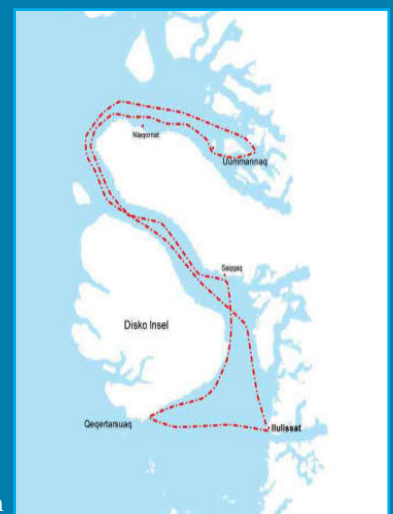 Niaqornat
Uummannaq
Saqqaq
Disko Insel
Qeqertarsuaq
Ilulissat